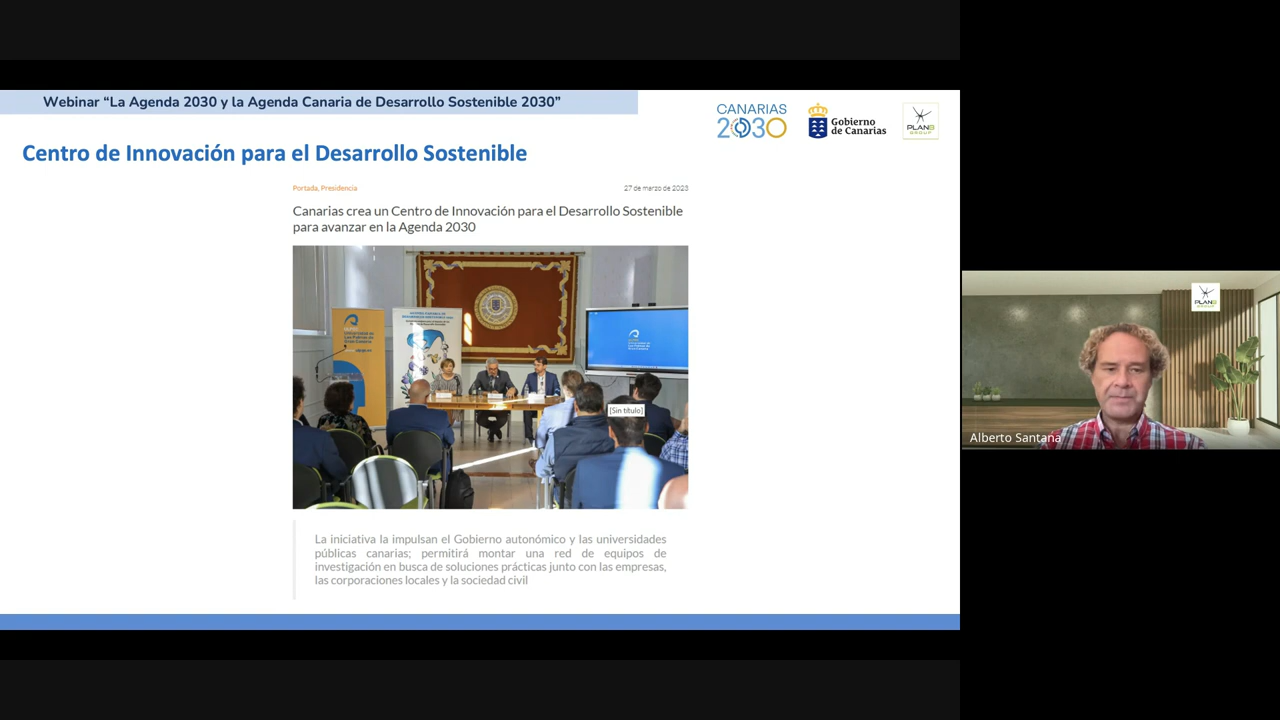 Webinar “La Agenda 2030 y la Agenda Canaria de Desarrollo Sostenible 2030”
CANARIAS
2030
Gobierno
de Canarias
PLANB
GROUP
Centro de Innovación para el Desarrollo Sostenible
Portada, Presidencia
27 de marzo de 2023
Canarias crea un Centro de Innovación para el Desarrollo Sostenible
para avanzar en la Agenda 2030
[Sin título]
La iniciativa la impulsan el Gobierno autonómico y las universidades
públicas canarias; permitirá montar una red de equipos de
investigación en busca de soluciones prácticas junto con las empresas,
las corporaciones locales y la sociedad civil
PLANB
GROUP
Alberto Santana